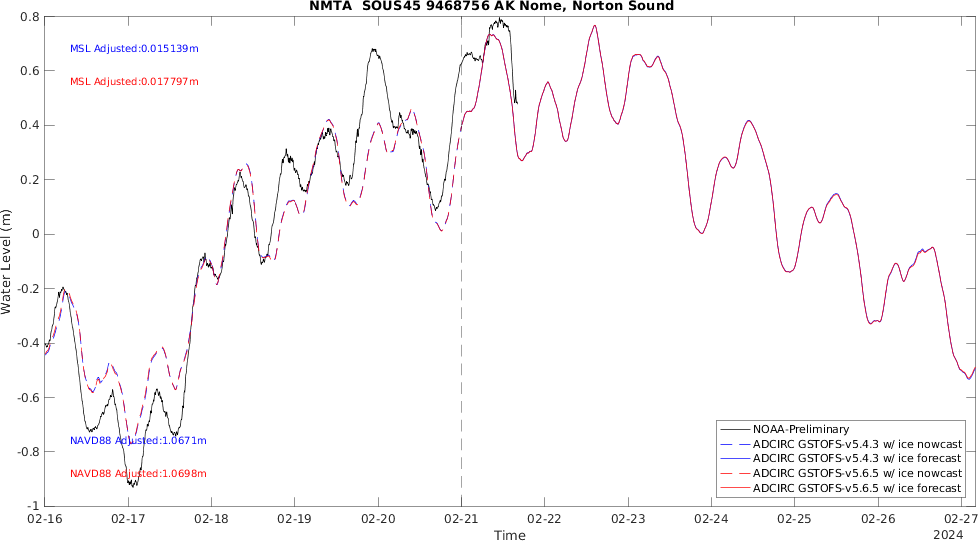 NMTA SOUS45 9468756 AK Nome, Norton Sound
0.8
0.6
0.4
0.2
0
-0.2
-0.4
-0.6
-0.8
-1
Water Level (m)
MSL Adjusted:0.015139m
MSL Adjusted:0.017797m
NAVD88 Adjusted:1.0671m
NAVD88 Adjusted:1.0698m
NOAA-Preliminary
ADCIRC GSTOFS-v5.4.3 w/ ice nowcast
ADCIRC GSTOFS-v5.4.3 w/ ice forecast
ADCIRC GSTOFS-v5.6.5 w/ ice nowcast
ADCIRC GSTOFS-v5.6.5 w/ ice forecast
02-16 02-17 02-18 02-19 02-20 02-21 02-22 02-23 02-24 02-25 02-26 02-27
Time
2024